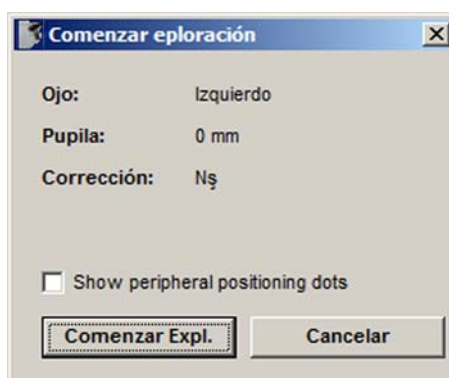 Comenzar eploración
Ojo: Izquierdo
Pupila: 0 mm
Corrección: Nş
Show peripheral positioning dots
Comenzar Expl. Cancelar